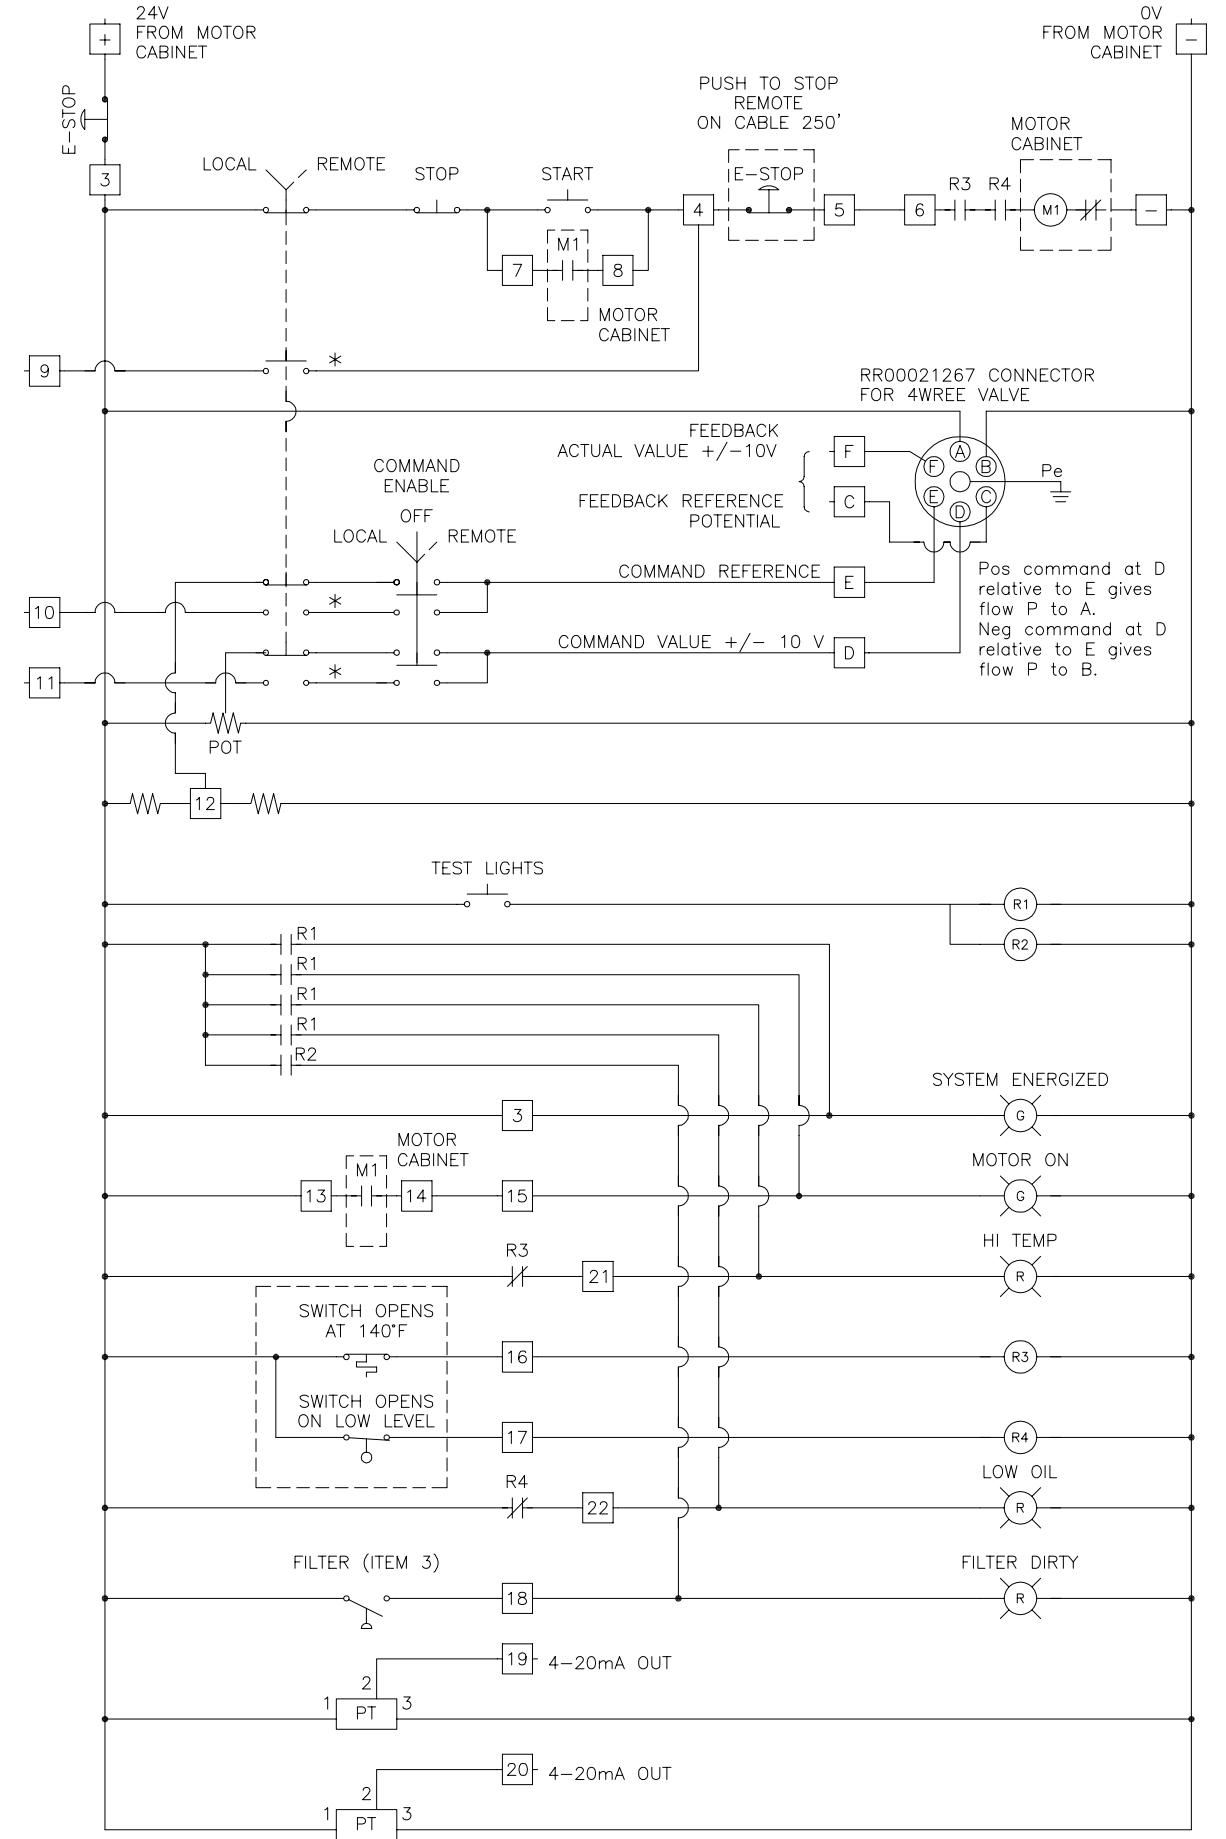 24V
FROM MOTOR
CABINET
+
0V
FROM MOTOR
CABINET
-
E-STOP
3
LOCAL
REMOTE
STOP
START
PUSH TO STOP
REMOTE
ON CABLE 250'
E-STOP
4
5
6
R3
R4
MOTOR
CABINET
M1
-
7
M1
8
MOTOR
CABINET
9
*
RR00021267 CONNECTOR
FOR 4WREE VALVE
FEEDBACK
ACTUAL VALUE +/-10V
F
FEEDBACK REFERENCE
POTENTIAL
C
A
F
B
E
C
D
Pe
COMMAND
ENABLE
OFF
LOCAL
REMOTE
COMMAND REFERENCE
E
10
*
COMMAND VALUE +/- 10 V
D
11
*
Pos command at D
relative to E gives
flow P to A.
Neg command at D
relative to E gives
flow P to B.
POT
12
TEST LIGHTS
R1
R2
R1
R1
R1
R1
R2
SYSTEM ENERGIZED
3
G
MOTOR
CABINET
M1
13
14
15
MOTOR ON
G
R3
21
HI TEMP
R
SWITCH OPENS
AT 140°F
16
R3
SWITCH OPENS
ON LOW LEVEL
17
R4
R4
22
LOW OIL
R
FILTER (ITEM 3)
18
FILTER DIRTY
R
19
4-20mA OUT
2
1
PT
3
20
4-20mA OUT
2
1
PT
3